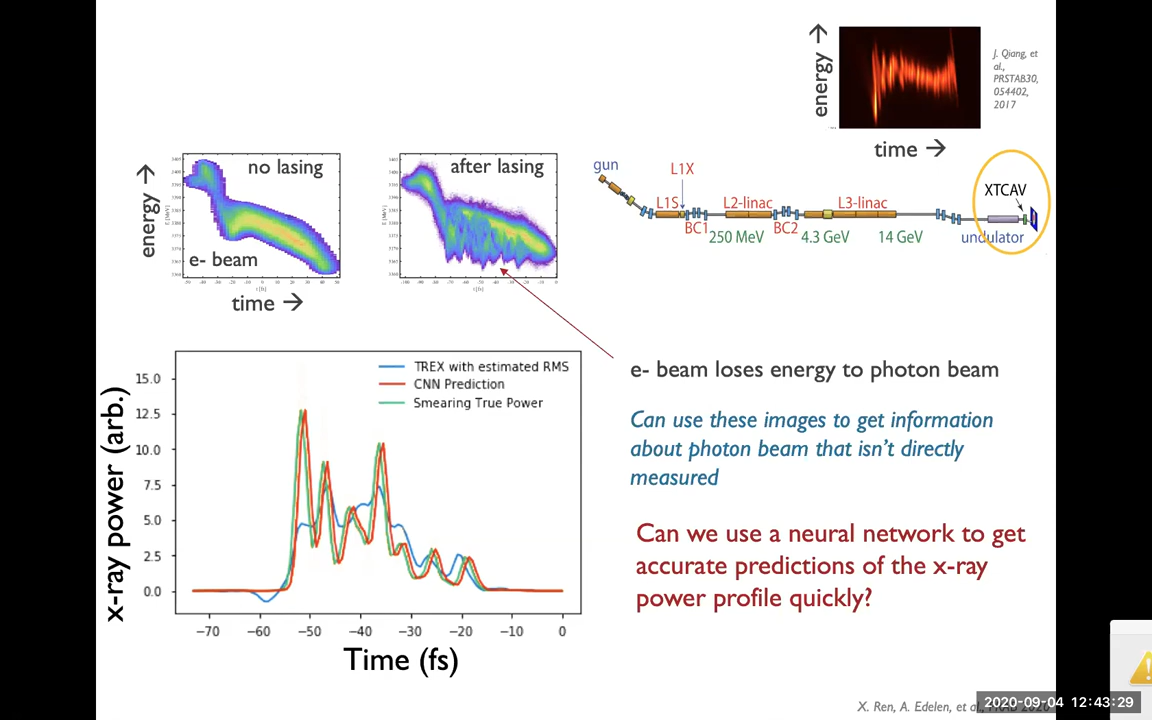 energy →
J. Qiang, et
al.,
PRSTAB30,
054402,
2017
time →
no lasing
after lasing
energy →
e- beam
time →
gun
L1X
L1S
L2-linac
L3-linac
XTCAV
BC1
250 MeV
BC2
4.3 GeV
14 GeV
undulator
TREX with estimated RMS
CNN Prediction
Smearing True Power
x-ray power (arb.)
15.0
12.5
10.0
7.5
5.0
2.5
0.0
−70 −60 −50 −40 −30 −20 −10 0
Time (fs)
e- beam loses energy to photon beam
Can use these images to get information
about photon beam that isn't directly
measured
Can we use a neural network to get
accurate predictions of the x-ray
power profile quickly?
X. Ren, A. Edelen, et al.,
2020-09-04 12:43:29